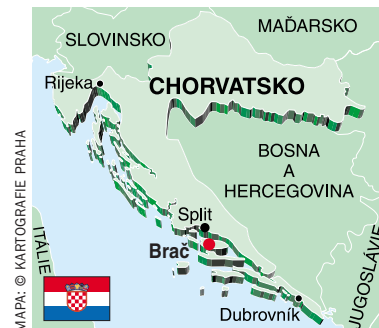 MAĎARSKO
SLOVINSKO
Rijeka
CHORVATSKO
BOSNA
A
HERCEGOVINA
Split
Brač
Dubrovník
ITÁLIE
JUGOSLÁVIE
MAPA: © KARTOGRAFIE PRAHA